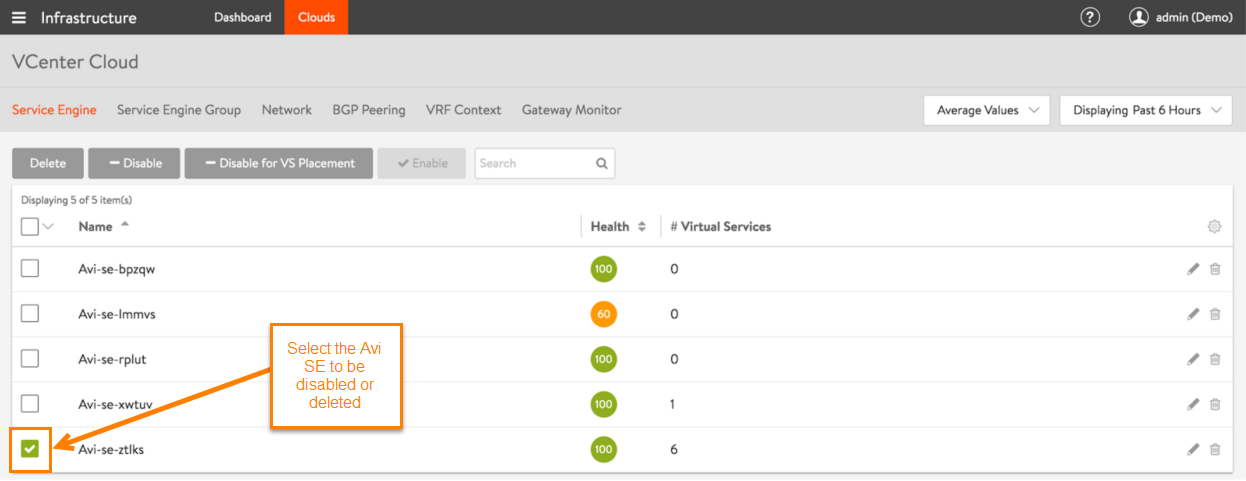 Infrastructure Dashboard Clouds ? admin (Demo)
VCenter Cloud
Service Engine Service Engine Group Network BGP Peering VRF Context Gateway Monitor Average Values Displaying Past 6 Hours
Delete Disable Disable for VS Placement Enable Search
Displaying 5 of 5 item(s)
Name Health # Virtual Services
Avi-se-bpzqw 100 0
Avi-se-lmmvs 60 0
Avi-se-rplut 100 0
Avi-se-xwtuv 100 1
Avi-se-ztlks 100 6
Select the Avi
SE to be
disabled or
deleted